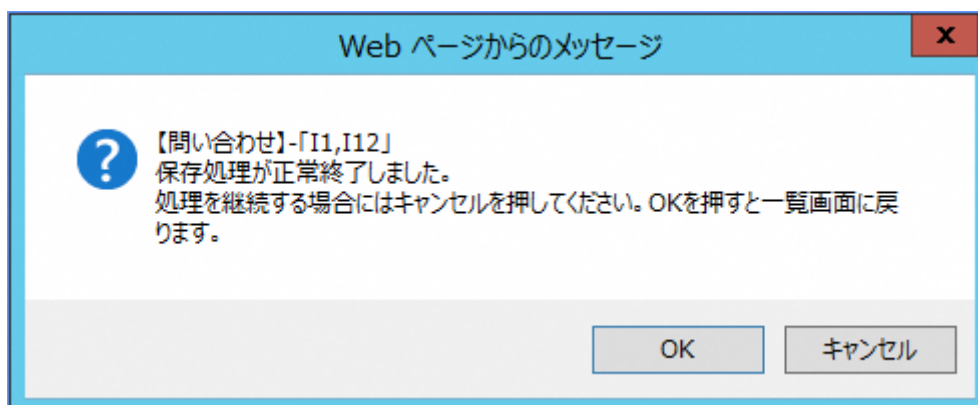 Web ページからのメッセージ
x
?
【問い合わせ】-「I1,I12」
保存処理が正常終了しました。
処理を継続する場合にはキャンセルを押してください。OKを押すと一覧画面に戻
ります。
OK
キャンセル